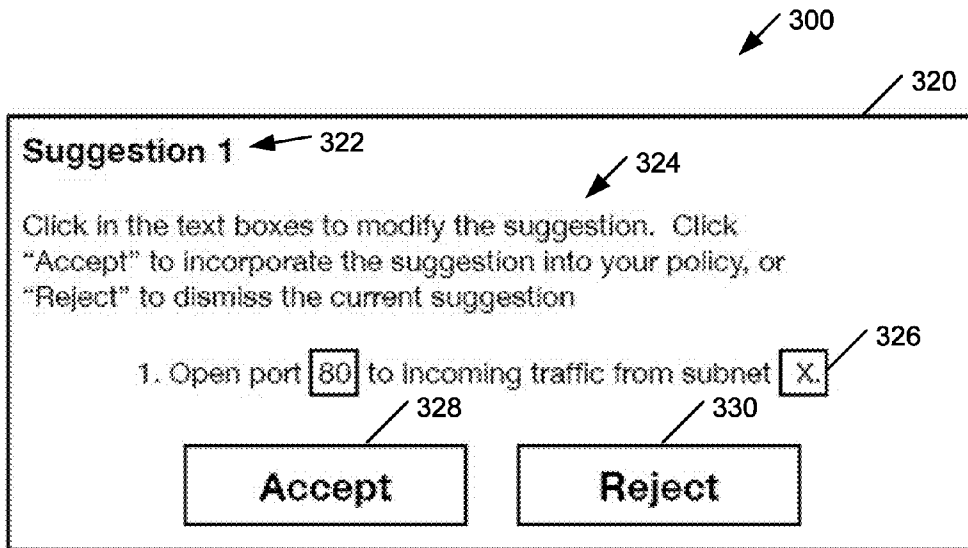 300
320
Suggestion 1 322
324
Click in the text boxes to modify the suggestion. Click
“Accept” to incorporate the suggestion into your policy, or
“Reject” to dismiss the current suggestion
326
1. Open port 80 to incoming traffic from subnet X.
328 330
Accept Reject